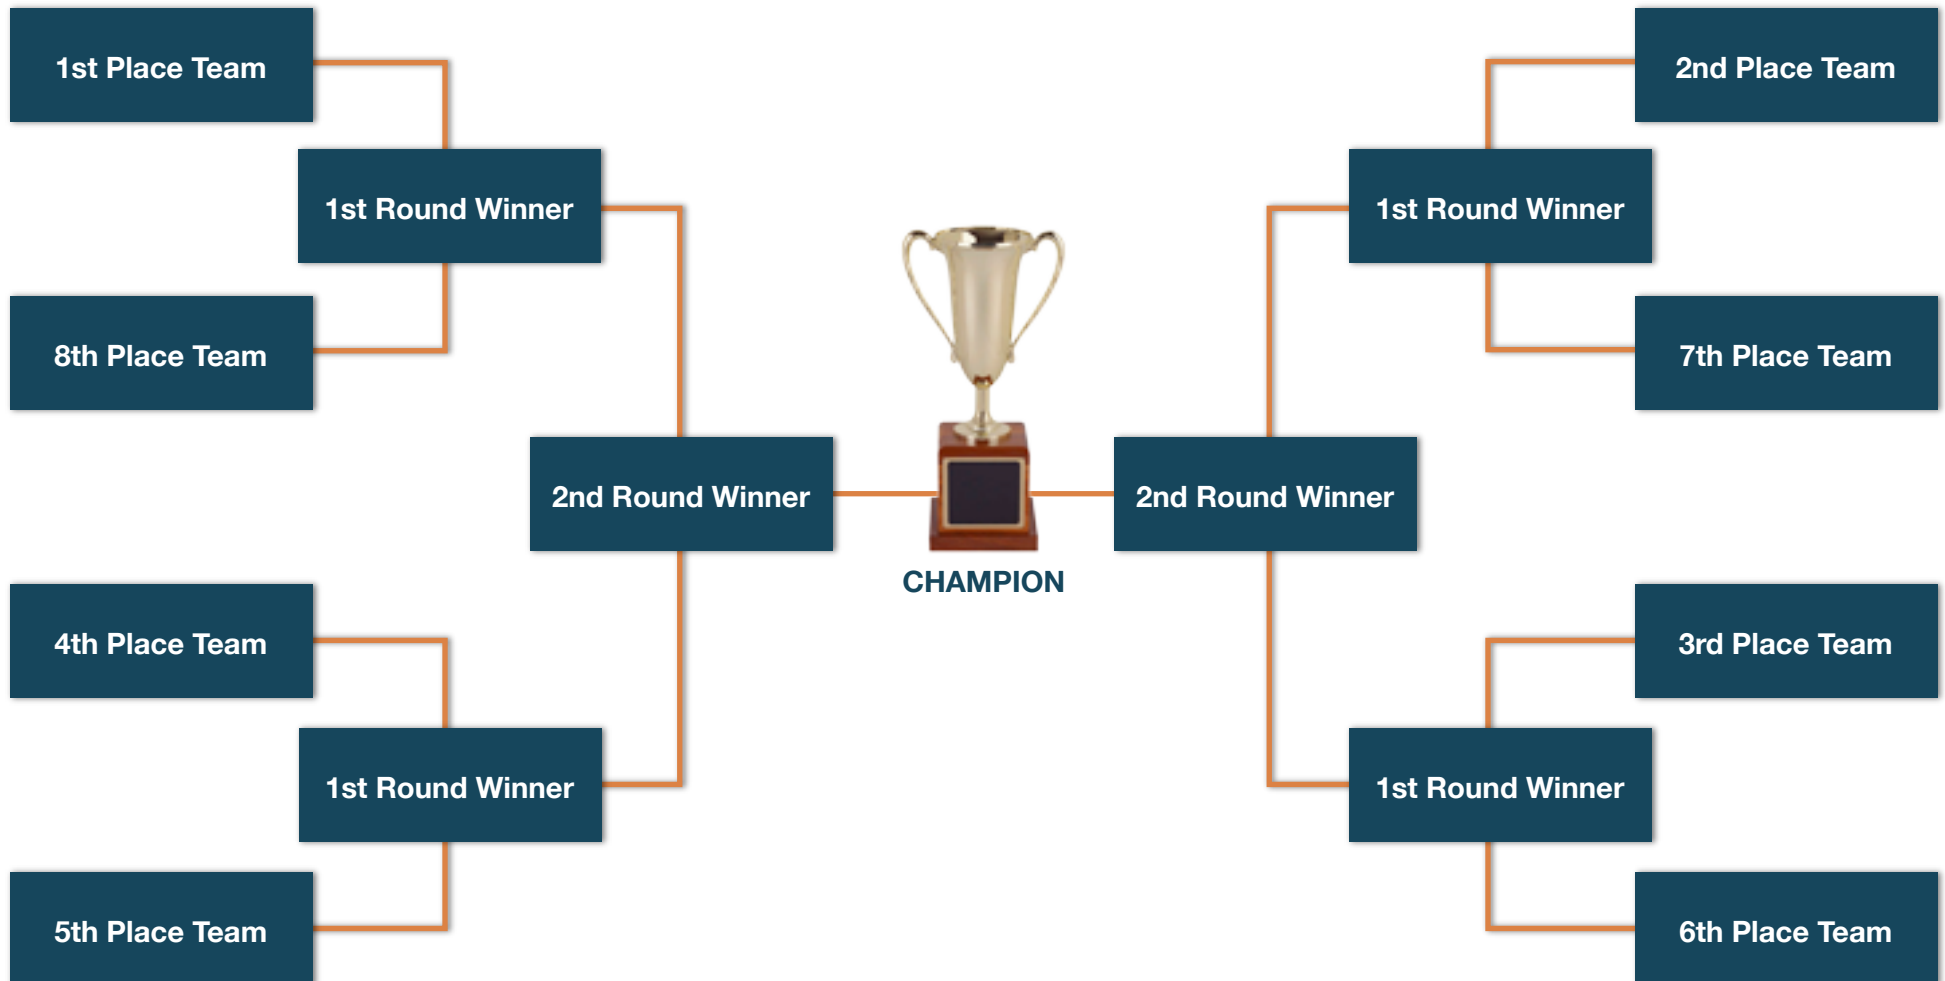 1st Place Team
2nd Place Team
1st Round Winner
1st Round Winner
8th Place Team
7th Place Team
2nd Round Winner
2nd Round Winner
CHAMPION
4th Place Team
3rd Place Team
1st Round Winner
1st Round Winner
5th Place Team
6th Place Team